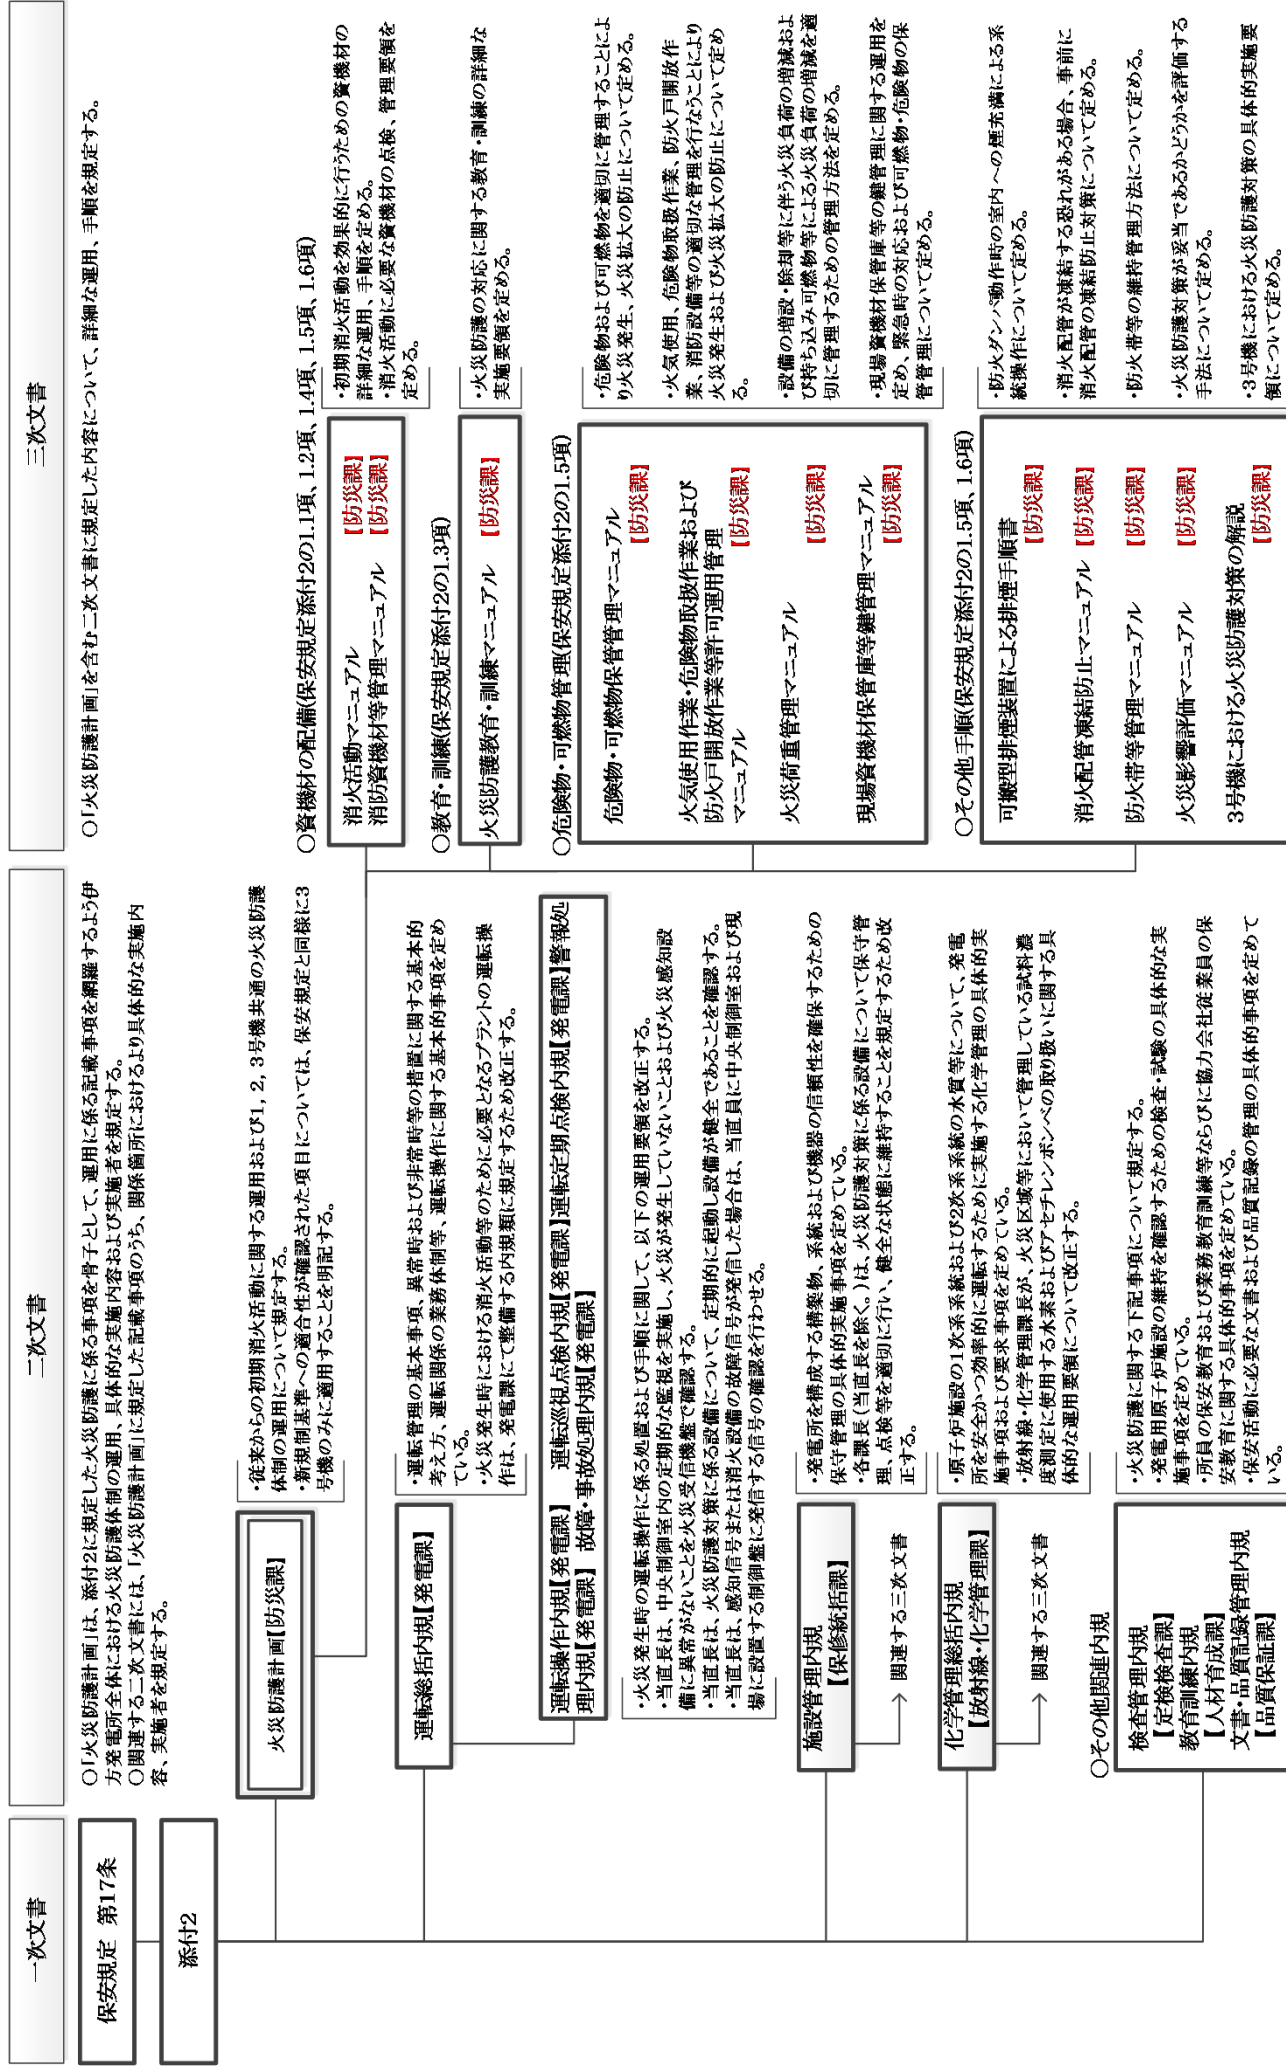 一次文書
保安規定 第17条
添付2
二次文書
○「火災防護計画」は、添付2に規定した火災防護に係る事項を骨子として、運用に係る記載事項を網羅するよう伊
方発電所全体における火災防護体制の運用、具体的な実施内容および実施者を規定する。
○関連する二次文書には、「火災防護計画」に規定した記載事項のうち、関係箇所におけるより具体的な実施内
容、実施者を規定する。
火災防護計画【防災課】
・従来からの初期消火活動に関する運用および1，2，3号機共通の火災防護
体制の運用について規定する。
・新規制基準への適合性が確認された項目については、保安規定と同様に3
号機のみに適用することを明記する。
運転総括内規【発電課】
・運転管理の基本事項、異常時および非常時等の措置に関する基本的
考え方、運転関係の業務体制等、運転操作に関する基本的事項を定め
ている。
・火災発生時における消火活動等のために必要となるプラントの運転操
作は、発電課にて整備する内規類に規定するため改正する。
運転操作内規【発電課】 運転巡視点検内規【発電課】運転定期点検内規【発電課】警報処
理内規【発電課】 故障・事故処理内規【発電課】
・火災発生時の運転操作に係る処置および手順に関して、以下の運用要領を改正する。
・当直長は、中央制御室内の定期的な監視を実施し、火災が発生していないことおよび火災感知設
備に異常がないことを火災受信機盤で確認する。
・当直長は、火災防護対策に係る設備について、定期的に起動し設備が健全であることを確認する。
・当直長は、感知信号または消火設備の故障信号が発信した場合は、当直員に中央制御室および現
場に設置する制御盤に発信する信号の確認を行わせる。
施設管理内規
【保修統括課】
→ 関連する三次文書
・発電所を構成する構築物、系統および機器の信頼性を確保するための
保守管理の具体的実施事項を定めている。
・各課長（当直長を除く。）は、火災防護対策に係る設備について保守管
理、点検等を適切に行い、健全な状態に維持することを規定するため改
正する。
化学管理総括内規
【放射線・化学管理課】
→ 関連する三次文書
・原子炉施設の1次系系統および2次系系統の水質等について、発電
所を安全かつ効率的に運転するために実施する化学管理の具体的実
施事項および要求事項を定めている。
・放射線・化学管理課長が、火災区域等において管理している試料濃
度測定に使用する水素およびアセチレンボンベの取り扱いに関する具
体的な運用要領について改正する。
○その他関連内規
検査管理内規
【定検検査課】
教育訓練内規
【人材育成課】
文書・品質記録管理内規
【品質保証課】
・火災防護に関する下記事項について規定する。
・発電用原子炉施設の維持を確認するための検査・試験の具体的な実
施事項を定めている。
・所員の保安教育および業務教育訓練等ならびに協力会社従業員の保
安教育に関する具体的事項を定めている。
・保安活動に必要な文書および品質記録の管理の具体的事項を定めて
いる。
三次文書
○「火災防護計画」を含む二次文書に規定した内容について、詳細な運用、手順を規定する。
○資機材の配備(保安規定添付2の1.1項、1.2項、1.4項、1.5項、1.6項)
消火活動マニュアル 【防災課】
消防資機材等管理マニュアル 【防災課】
・初期消火活動を効果的に行うための資機材の
詳細な運用、手順を定める。
・消火活動に必要な資機材の点検、管理要領を
定める。
○教育・訓練(保安規定添付2の1.3項)
火災防護教育・訓練マニュアル 【防災課】
・火災防護の対応に関する教育・訓練の詳細な
実施要領を定める。
○危険物・可燃物管理(保安規定添付2の1.5項)
危険物・可燃物保管管理マニュアル
【防災課】
火気使用作業・危険物取扱作業および
防火戸開放作業等許可運用管理
マニュアル 【防災課】
火災荷重管理マニュアル 【防災課】
現場資機材保管庫等鍵管理マニュアル
【防災課】
・危険物および可燃物を適切に管理することによ
り火災発生、火災拡大の防止について定める。
・火気使用、危険物取扱作業、防火戸開放作
業、消防設備等の適切な管理を行なうことにより
火災発生および火災拡大の防止について定め
る。
・設備の増設・除却等に伴う火災負荷の増減およ
び持ち込み可燃物等による火災負荷の増減を適
切に管理するための管理方法を定める。
・現場資機材保管庫等の鍵管理に関する運用を
定め、緊急時の対応および可燃物・危険物の保
管管理について定める。
○その他手順(保安規定添付2の1.5項、1.6項)
可搬型排煙装置による排煙手順書
【防災課】
消火配管凍結防止マニュアル 【防災課】
防火帯等管理マニュアル 【防災課】
火災影響評価マニュアル 【防災課】
3号機における火災防護対策の解説
【防災課】
・防火ダンパ動作時の室内への煙充満による系
統操作について定める。
・消火配管が凍結する恐れがある場合、事前に
消火配管の凍結防止対策について定める。
・防火帯等の維持管理方法について定める。
・火災防護対策が妥当であるかどうかを評価する
手法について定める。
・3号機における火災防護対策の具体的実施要
領について定める。